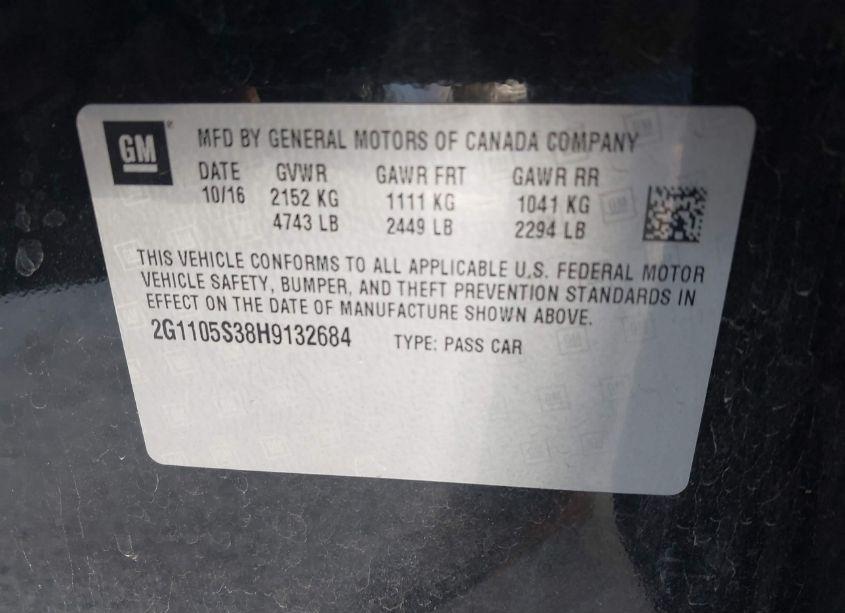 GM
MFD BY GENERAL MOTORS OF CANADA COMPANY
DATE GVWR GAWR FRT GAWR RR
10/16 2152 KG 1111 KG 1041 KG
4743 LB 2449 LB 2294 LB
THIS VEHICLE CONFORMS TO ALL APPLICABLE U.S. FEDERAL MOTOR
VEHICLE SAFETY, BUMPER, AND THEFT PREVENTION STANDARDS IN
EFFECT ON THE DATE OF MANUFACTURE SHOWN ABOVE.
2G1105S38H9132684 TYPE: PASS CAR